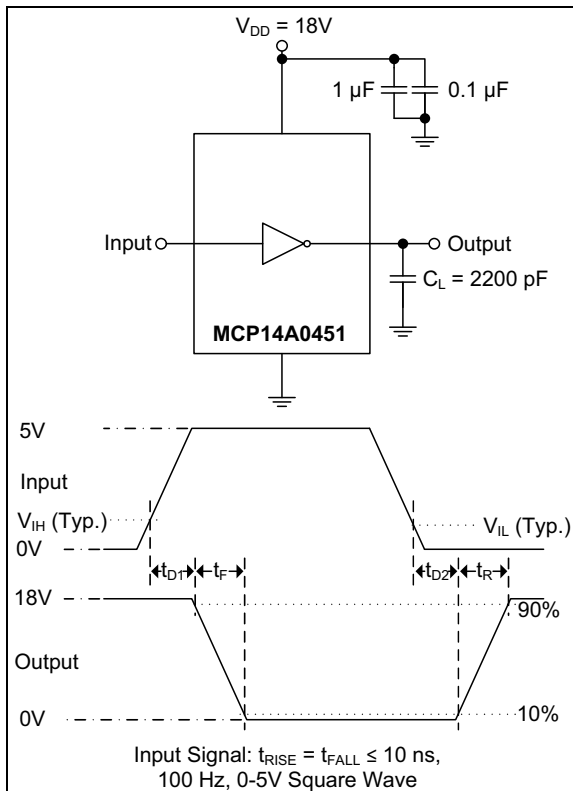 V_DD = 18V
1 µF 0.1 µF
Input Output
C_L = 2200 pF
MCP14A0451
5V
Input
V_IH (Typ.) V_IL (Typ.)
0V
t_D1 t_F t_D2 t_R
18V 90%
Output
0V 10%
Input Signal: t_RISE = t_FALL ≤ 10 ns,
100 Hz, 0-5V Square Wave